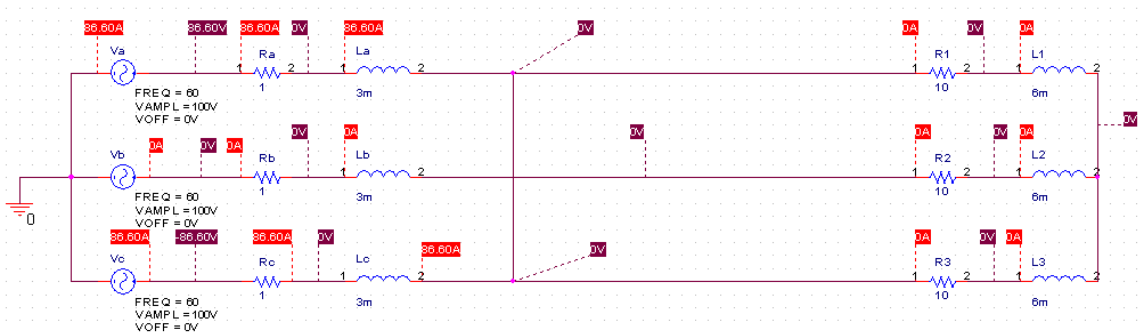 86.60A 86.60V 86.60A 0V 86.60A 0V 0A 0V 0A
Va Ra La R1 L1
1 2 1 2 1 2 1 2
1 3m 10 6m
FREQ = 60
VAMPL = 100V
VOFF = 0V
0V
0A 0V 0A 0V 0A 0V 0A 0V 0A
Vb Rb Lb R2 L2
1 2 1 2 1 2 1 2
1 3m 10 6m
0
FREQ = 60
VAMPL = 100V
VOFF = 0V
86.60A -86.60V 86.60A 0V 86.60A 0V 0A 0V 0A
Vc Rc Lc R3 L3
1 2 1 2 1 2 1 2
1 3m 10 6m
FREQ = 60
VAMPL = 100V
VOFF = 0V